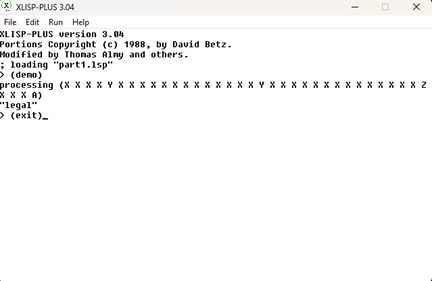 XLISP-PLUS 3.04
File Edit Run Help
XLISP-PLUS version 3.04
Portions Copyright (c) 1988, by David Betz.
Modified by Thomas Almy and others.
; loading "part1.lsp"
> (demo)
processing (X X X X Y X X X X X X X X X X X X X Y X X X X X X X X X X X X X X Z
X X X A)
"legal"
> (exit)_